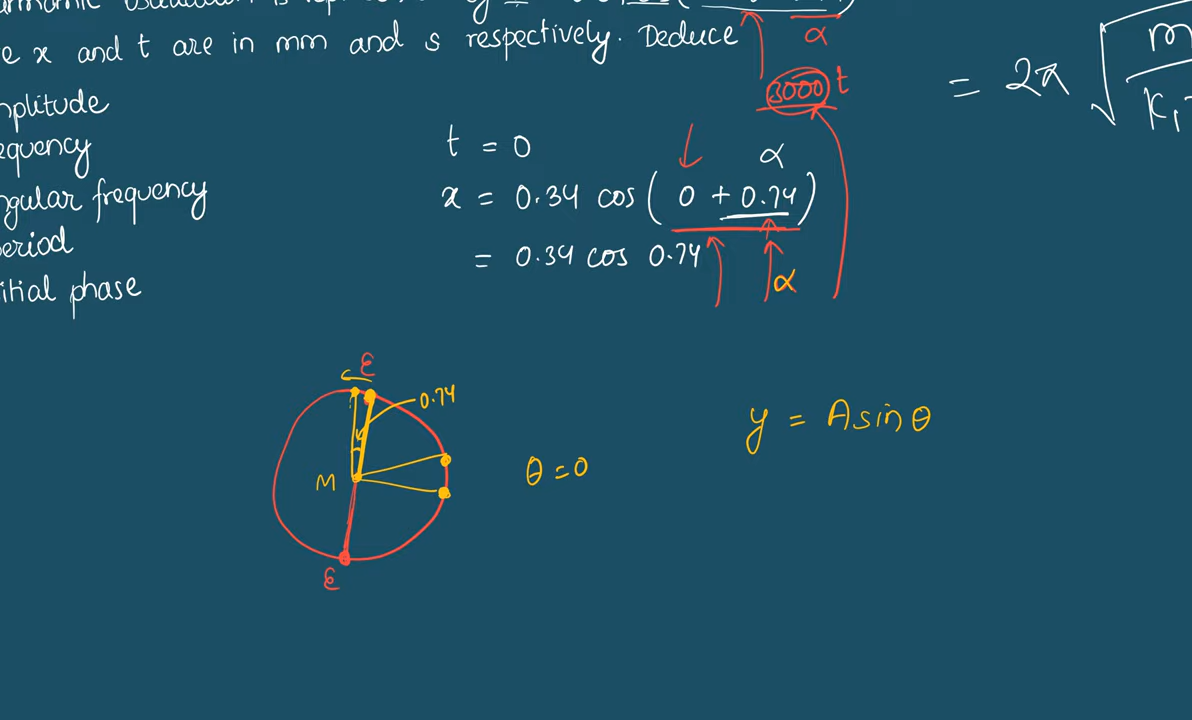 e x and t are in mm and s respectively. Deduce
α
3000 t
= 2π √ m
mplitude
t = 0
α
equency
x = 0.34 cos ( 0 + 0.74 )
ngular frequency
= 0.34 cos 0.74
eriod
α
itial phase
E
0.74
y = A sin θ
M
θ = 0
E